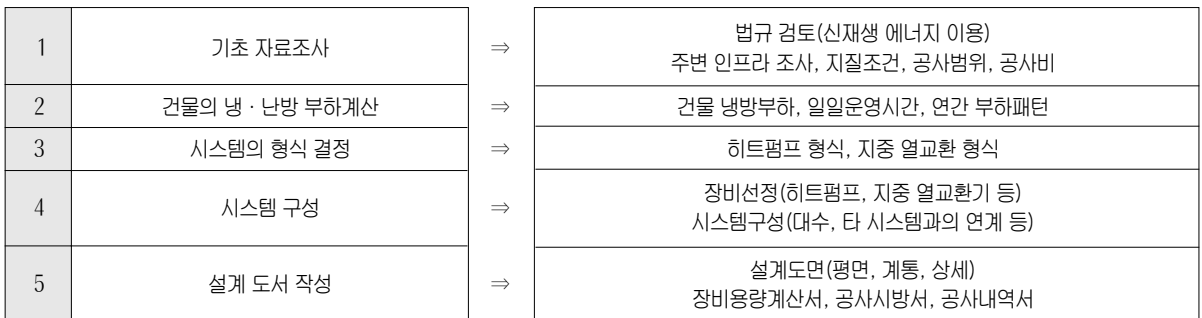 1 기초 자료조사 ⇒ 법규 검토(신재생 에너지 이용)
주변 인프라 조사, 지질조건, 공사범위, 공사비
2 건물의 냉 · 난방 부하계산 ⇒ 건물 냉방부하, 일일운영시간, 연간 부하패턴
3 시스템의 형식 결정 ⇒ 히트펌프 형식, 지중 열교환 형식
4 시스템 구성 ⇒ 장비선정(히트펌프, 지중 열교환기 등)
시스템구성(대수, 타 시스템과의 연계 등)
5 설계 도서 작성 ⇒ 설계도면(평면, 계통, 상세)
장비용량계산서, 공사시방서, 공사내역서